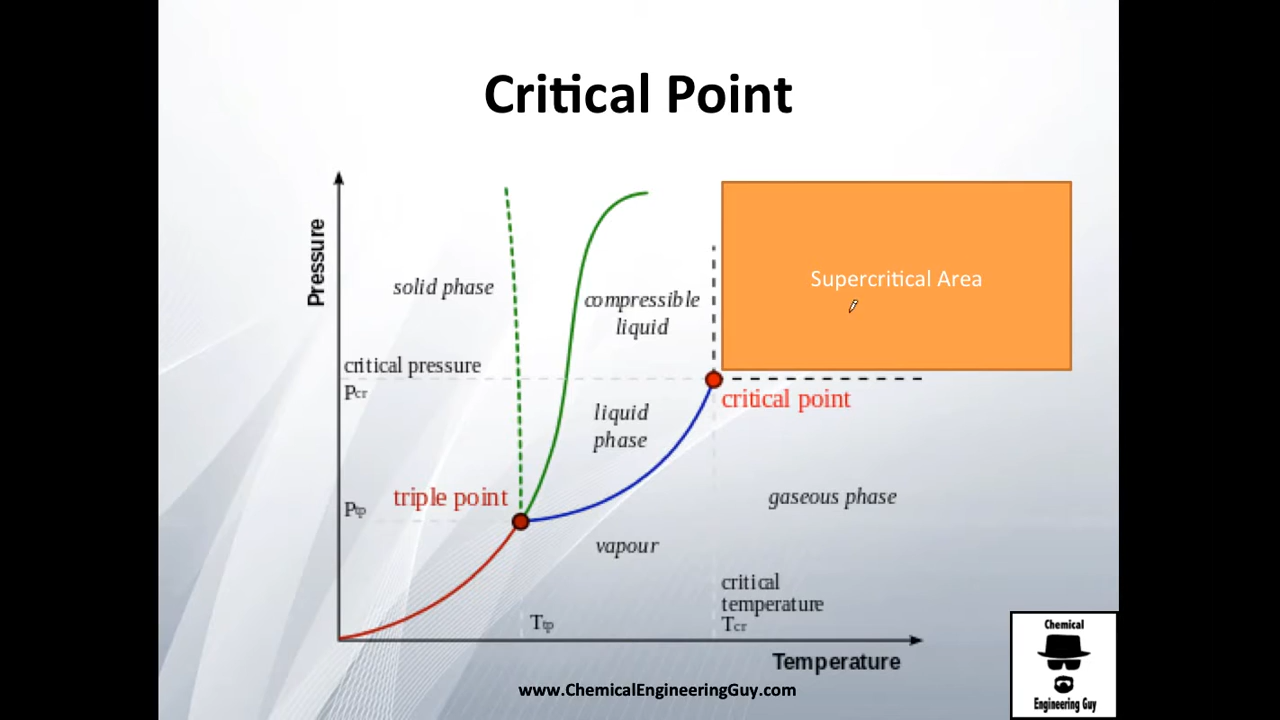 Critical Point
Pressure
solid phase
compressible
liquid
Supercritical Area
critical pressure
Pcr
critical point
liquid
phase
triple point
Ptp
gaseous phase
vapour
critical
temperature
Tcr
Ttp
Temperature
www.ChemicalEngineeringGuy.com
Chemical
Engineering Guy